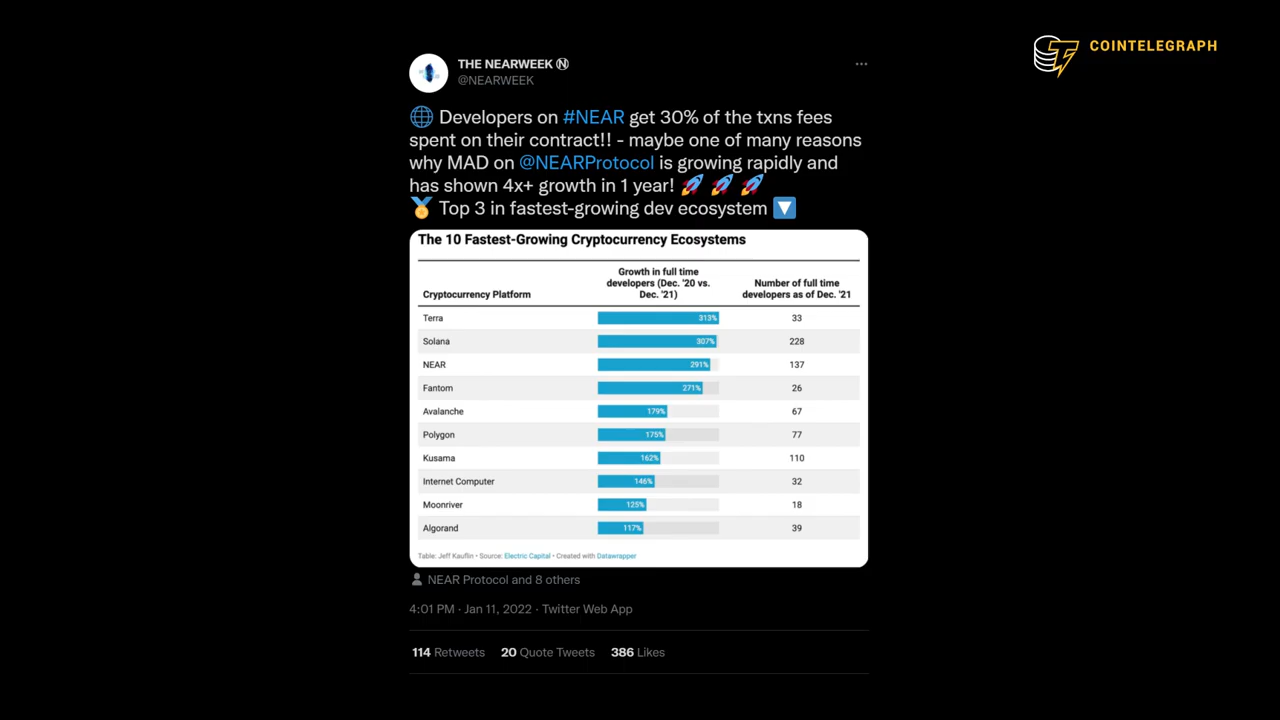 COINTELEGRAPH
THE NEARWEEK Ⓝ
@NEARWEEK
🌐 Developers on #NEAR get 30% of the txns fees
spent on their contract!! - maybe one of many reasons
why MAD on @NEARProtocol is growing rapidly and
has shown 4x+ growth in 1 year! 🚀 🚀 🚀
🏅 Top 3 in fastest-growing dev ecosystem 🔽
The 10 Fastest-Growing Cryptocurrency Ecosystems
Growth in full time
developers (Dec. '20 vs.
Dec. '21)
Number of full time
developers as of Dec. '21
Cryptocurrency Platform
Terra 313% 33
Solana 307% 228
NEAR 291% 137
Fantom 271% 26
Avalanche 179% 67
Polygon 175% 77
Kusama 162% 110
Internet Computer 146% 32
Moonriver 125% 18
Algorand 117% 39
Table: Jeff Kauflin • Source: Electric Capital • Created with Datawrapper
NEAR Protocol and 8 others
4:01 PM · Jan 11, 2022 · Twitter Web App
114 Retweets 20 Quote Tweets 386 Likes